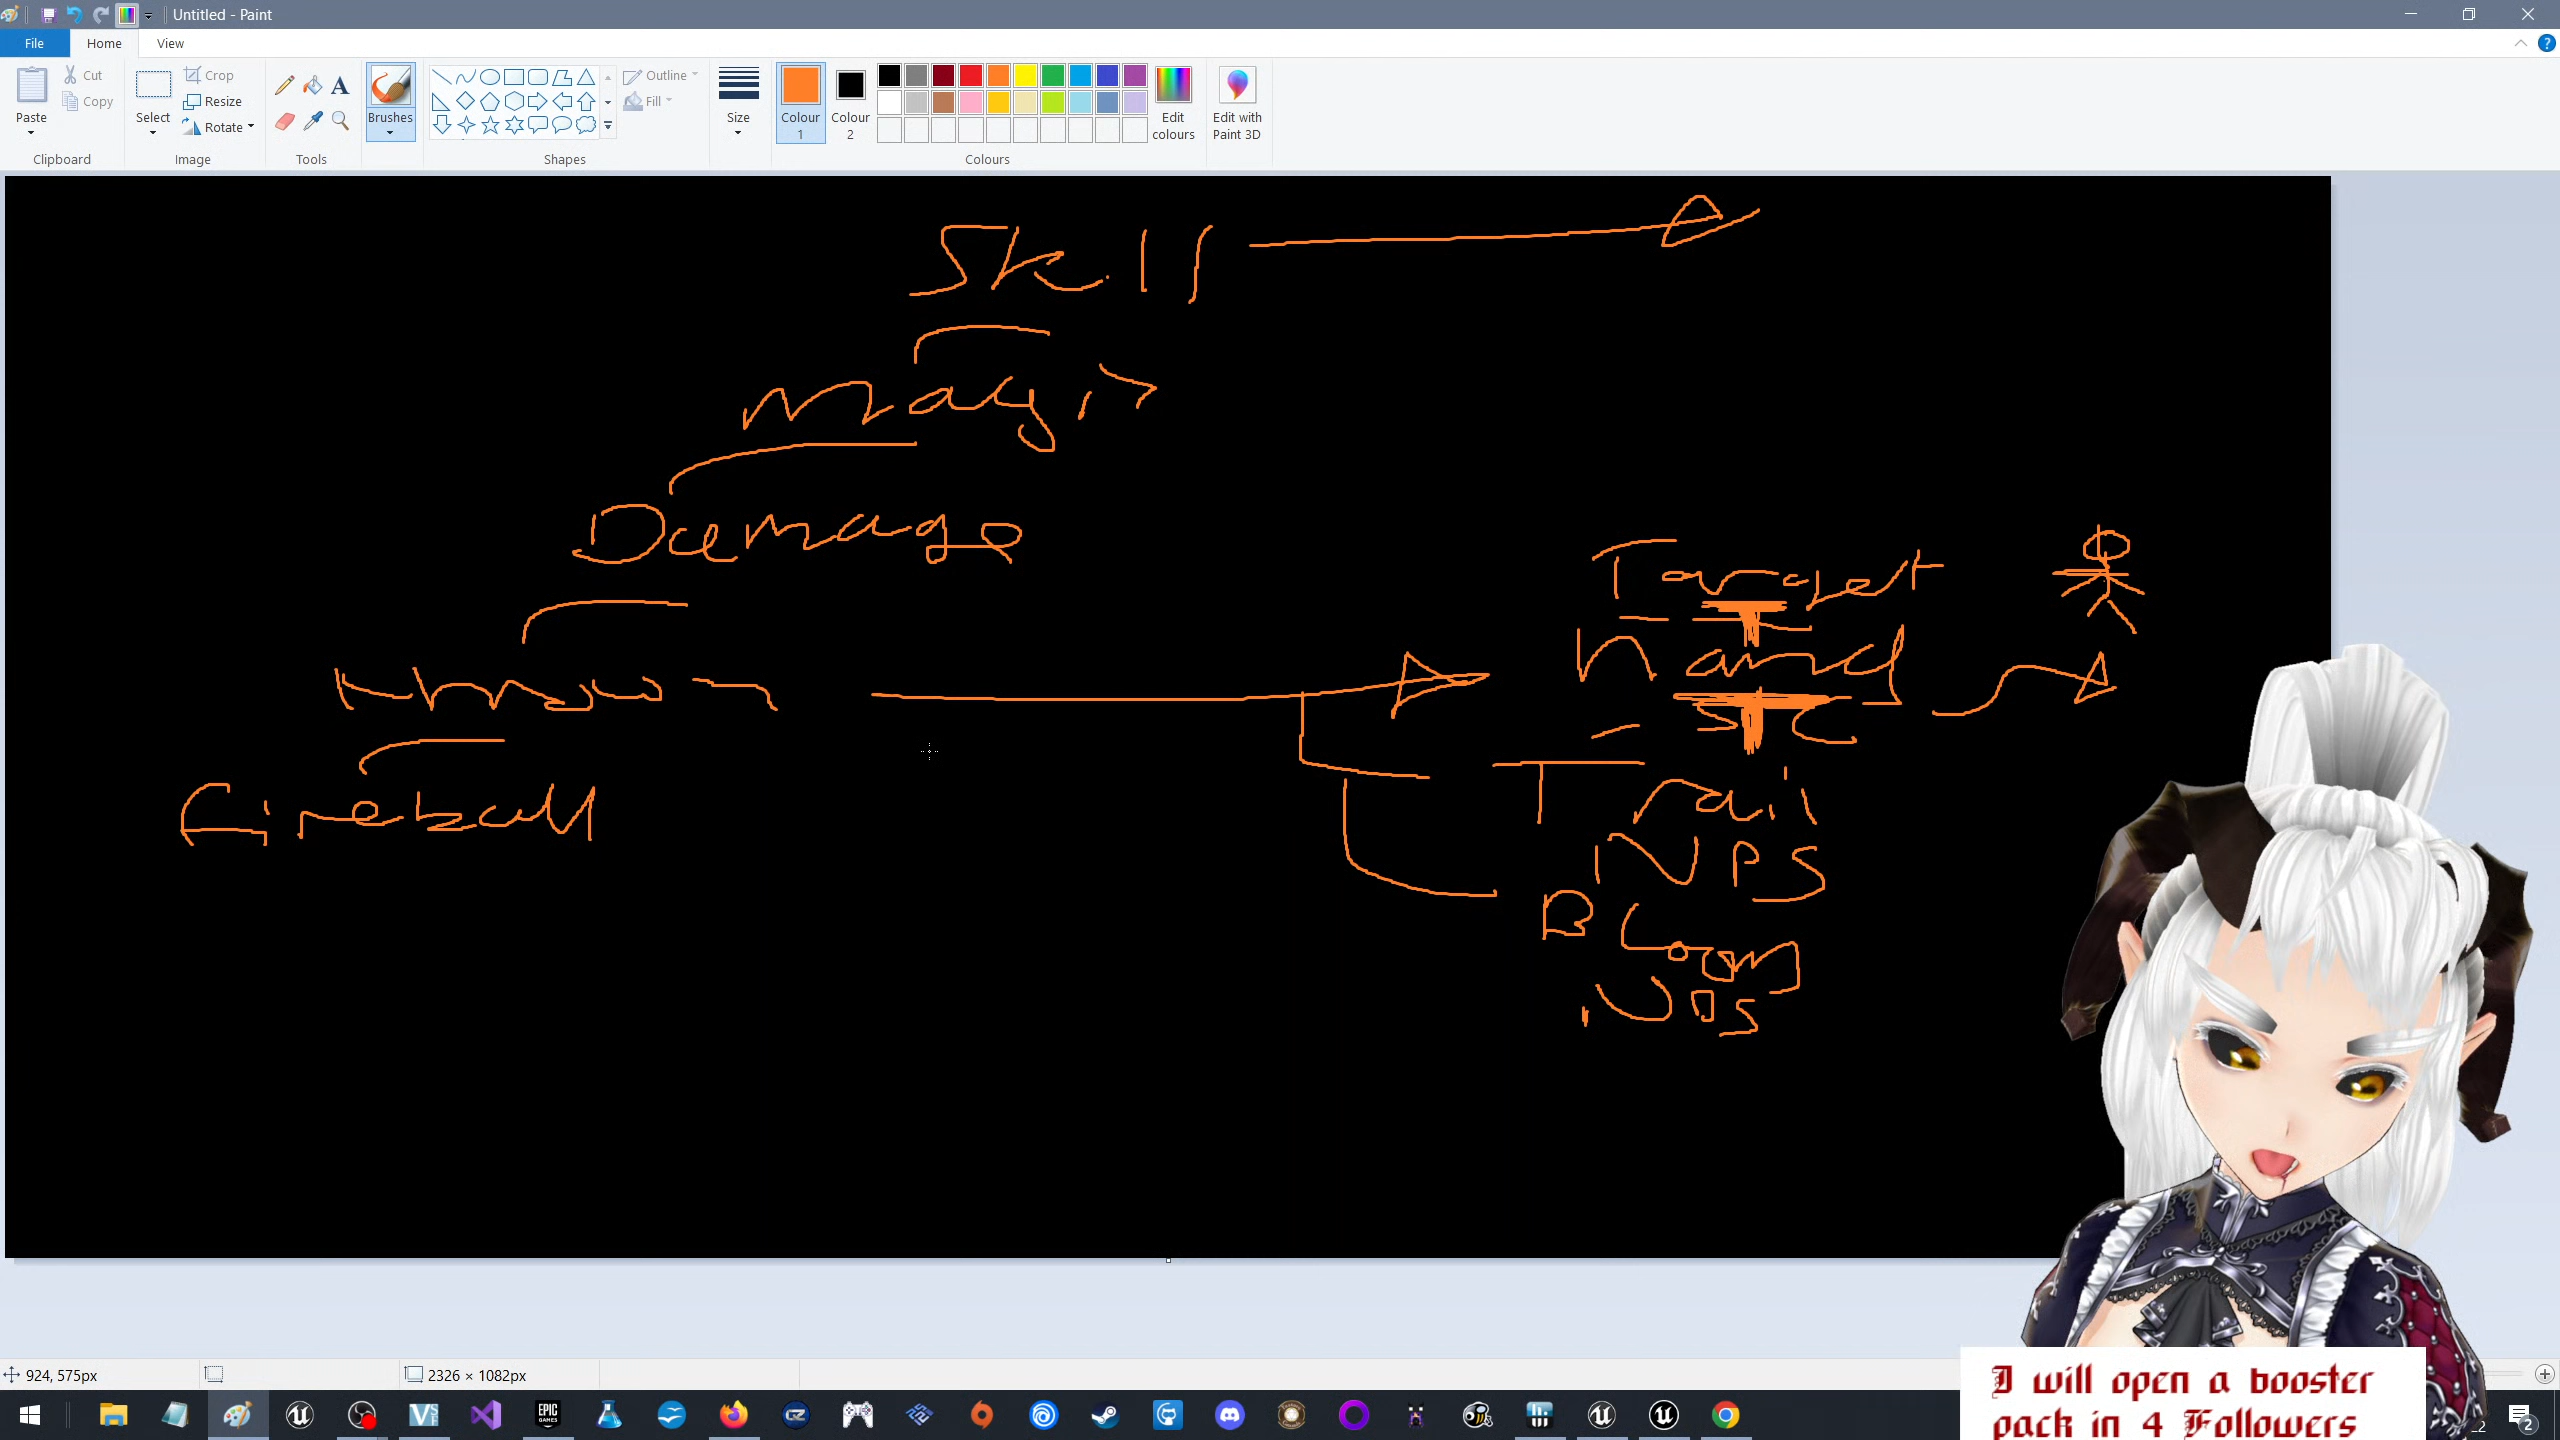 Untitled - Paint
File Home View
Paste
Cut
Copy
Clipboard
Select
Crop
Resize
Rotate
Image
Tools
Brushes
Shapes
Outline
Fill
Size
Colour 1
Colour 2
Colours
Edit colours
Edit with Paint 3D
Skill
Magic
Damage
Thrown
Fireball
Target
Hand
Trail
NPS
Bloom
924, 575px
2326 × 1082px
I will open a booster
pack in 4 Followers